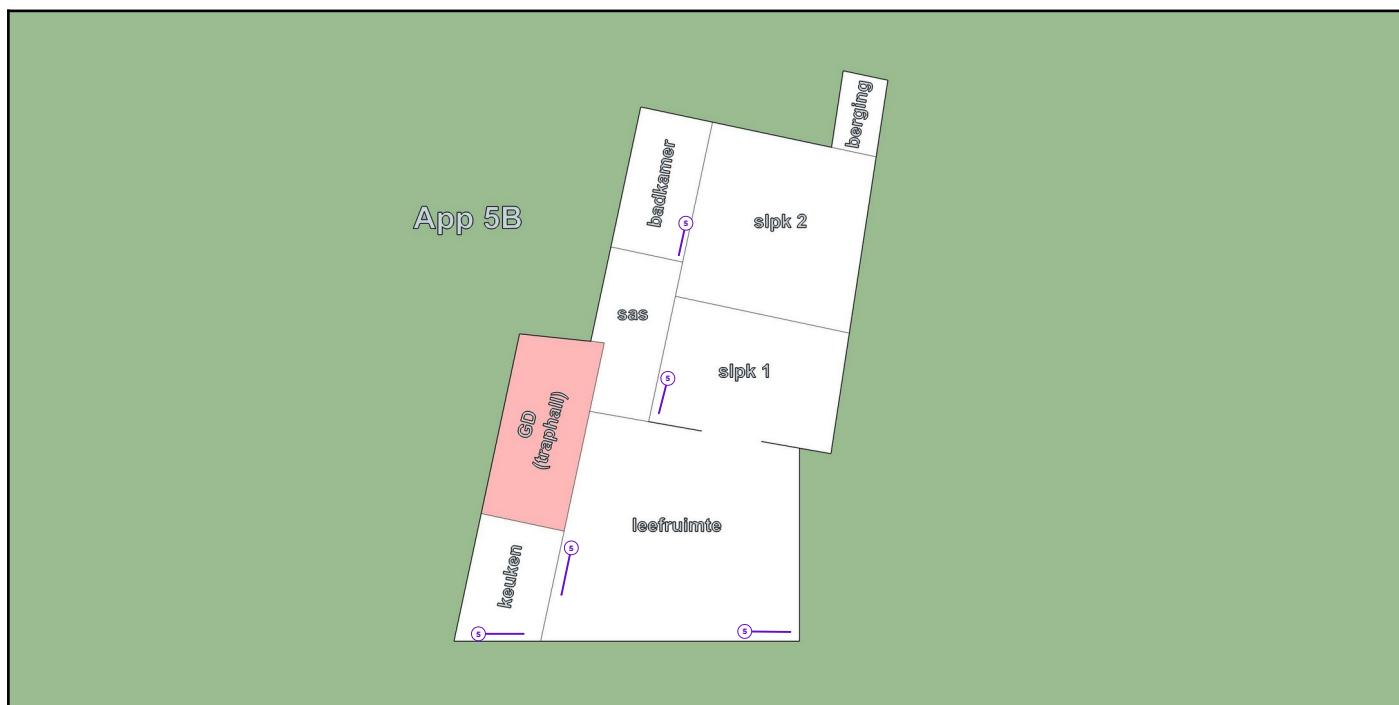 berging
badkamer
App 5B
slpk 2
5
sas
slpk 1
5
GD
(traphall)
leefruimte
5
keuken
5
5